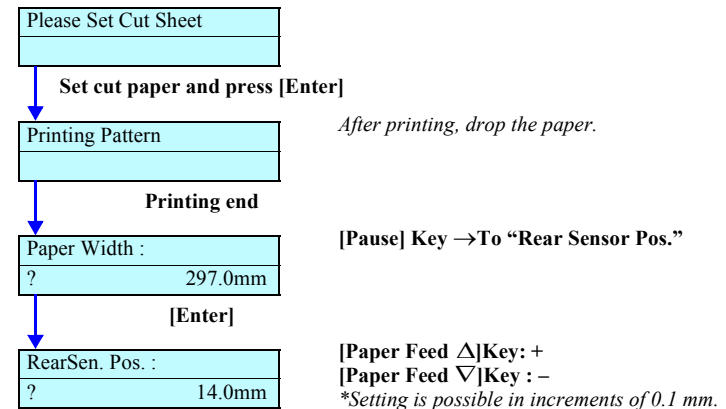 Please Set Cut Sheet
Set cut paper and press [Enter]
Printing Pattern
After printing, drop the paper.
Printing end
Paper Width :
? 297.0mm
[Pause] Key →To “Rear Sensor Pos.”
[Enter]
RearSen. Pos. :
? 14.0mm
[Paper Feed Δ]Key: +
[Paper Feed ∇]Key : –
*Setting is possible in increments of 0.1 mm.